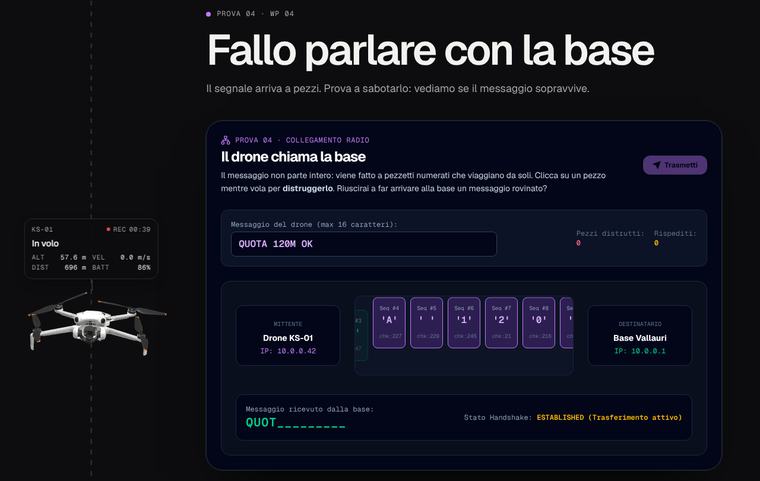 PROVA 04 · WP 04
Fallo parlare con la base
Il segnale arriva a pezzi. Prova a sabotarlo: vediamo se il messaggio sopravvive.
PROVA 04 · COLLEGAMENTO RADIO
Il drone chiama la base
Il messaggio non parte intero: viene fatto a pezzetti numerati che viaggiano da soli. Clicca su un pezzo
mentre vola per distruggerlo. Riuscirai a far arrivare alla base un messaggio rovinato?
Trasmetti
Messaggio del drone (max 16 caratteri):
QUOTA 120M OK
Pezzi distrutti: Rispediti:
0 0
KS-01 REC 00:39
In volo
ALT 57.6 m VEL 0.0 m/s
DIST 696 m BATT 86%
MITTENTE
Drone KS-01
IP: 10.0.0.42
Seq #4 Seq #5 Seq #6 Seq #7 Seq #8
'A' ' ' '1' '2' '0'
chk:227 chk:229 chk:21
DESTINATARIO
Base Vallauri
IP: 10.0.0.1
Messaggio ricevuto dalla base:
QUOT_________
Stato Handshake: ESTABLISHED (Trasferimento attivo)